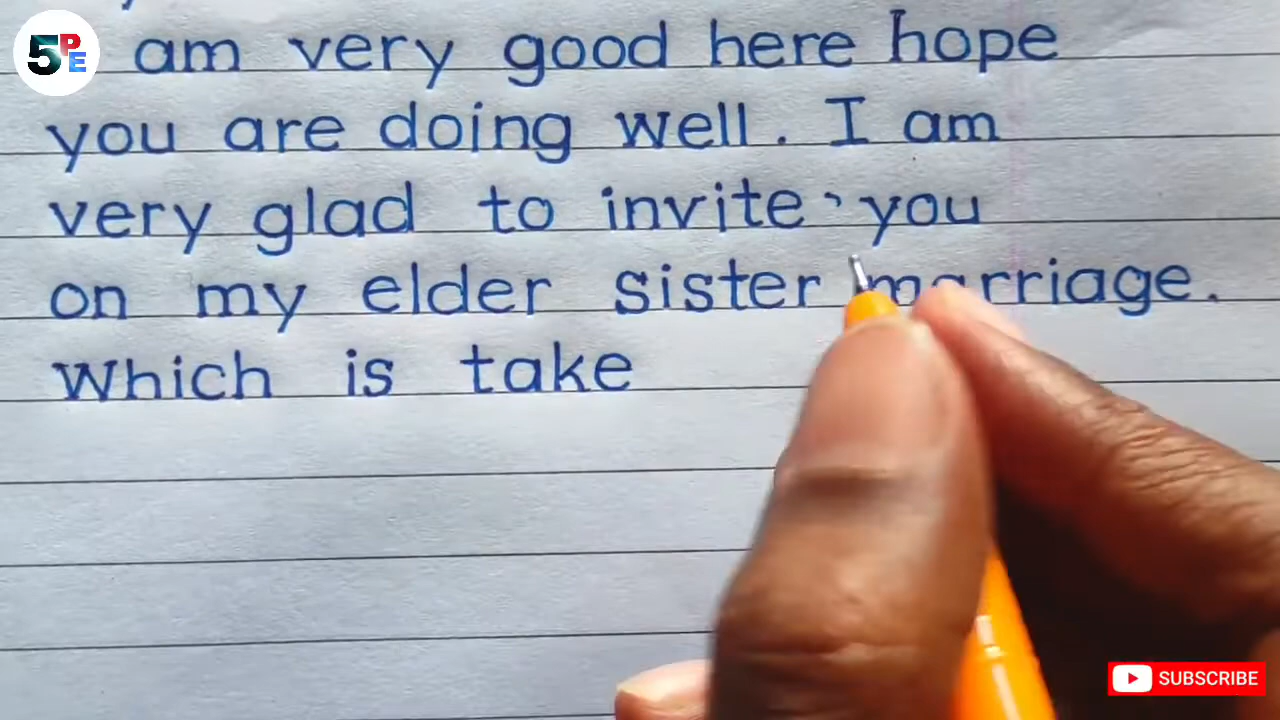 5PE
am very good here hope
you are doing well. I am
very glad to invite, you
on my elder sister marriage.
Which is take
SUBSCRIBE